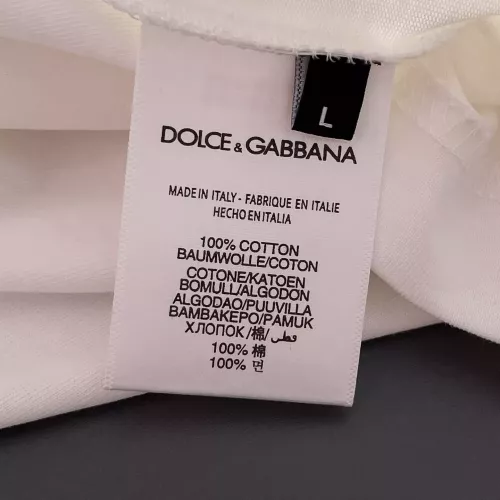 L
DOLCE & GABBANA
MADE IN ITALY - FABRIQUE EN ITALIE
HECHO EN ITALIA
100% COTTON
BAUMWOLLE/COTON
COTONE/KATOEN
BOMULL/ALGODON
ALGODAO/PUUVILLA
BAMBAKEPO/PAMUK
ХЛОПОК/棉/قطن
100% 棉
100% 면